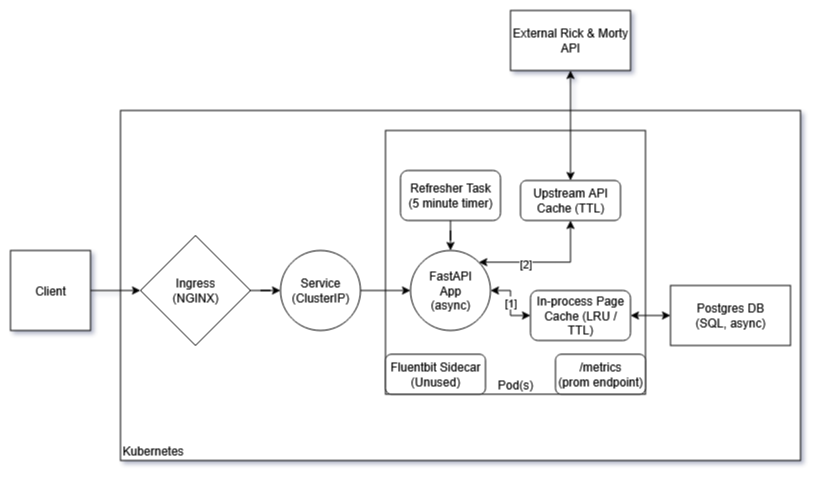 External Rick & Morty
API
Refresher Task
(5 minute timer)
Upstream API
Cache (TTL)
Client
Ingress
(NGINX)
Service
(ClusterIP)
FastAPI
App
(async)
[2]
[1]
In-process Page
Cache (LRU /
TTL)
Postgres DB
(SQL, async)
Fluentbit Sidecar
(Unused)
Pod(s)
/metrics
(prom endpoint)
Kubernetes